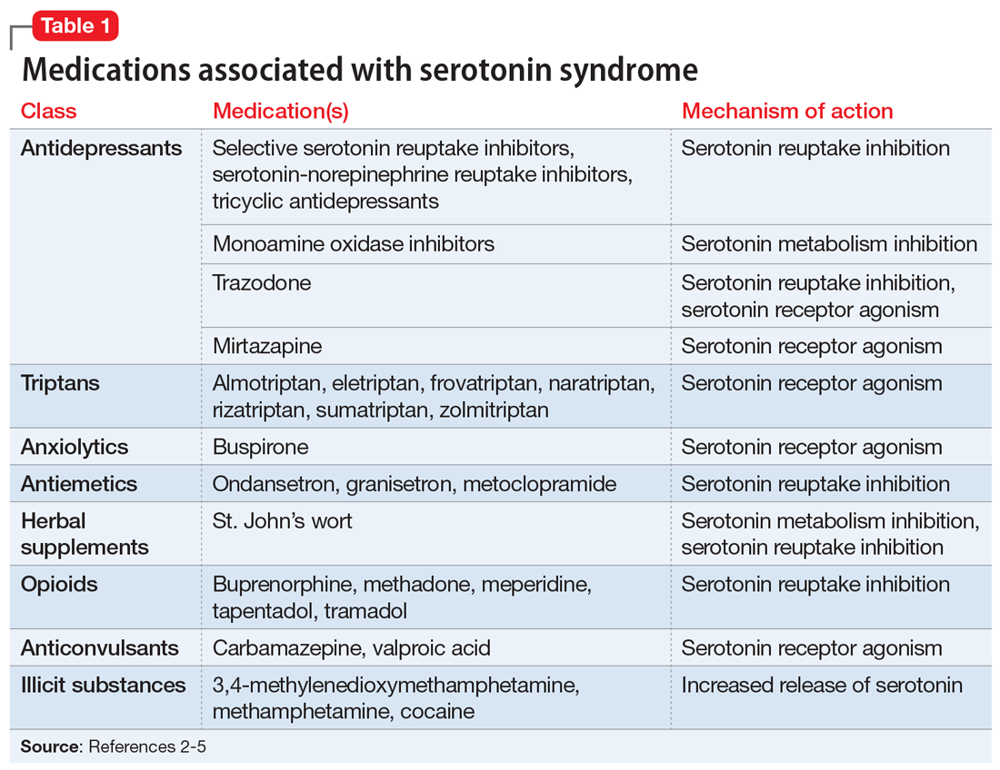 Table 1
Medications associated with serotonin syndrome
Class Medication(s) Mechanism of action
Antidepressants Selective serotonin reuptake inhibitors, Serotonin reuptake inhibition
serotonin-norepinephrine reuptake inhibitors,
tricyclic antidepressants
Monoamine oxidase inhibitors Serotonin metabolism inhibition
Trazodone Serotonin reuptake inhibition,
serotonin receptor agonism
Mirtazapine Serotonin receptor agonism
Triptans Almotriptan, eletriptan, frovatriptan, naratriptan, Serotonin receptor agonism
rizatriptan, sumatriptan, zolmitriptan
Anxiolytics Buspirone Serotonin receptor agonism
Antiemetics Ondansetron, granisetron, metoclopramide Serotonin reuptake inhibition
Herbal St. John’s wort Serotonin metabolism inhibition,
supplements serotonin reuptake inhibition
Opioids Buprenorphine, methadone, meperidine, Serotonin reuptake inhibition
tapentadol, tramadol
Anticonvulsants Carbamazepine, valproic acid Serotonin receptor agonism
Illicit substances 3,4-methylenedioxymethamphetamine, Increased release of serotonin
methamphetamine, cocaine
Source: References 2-5